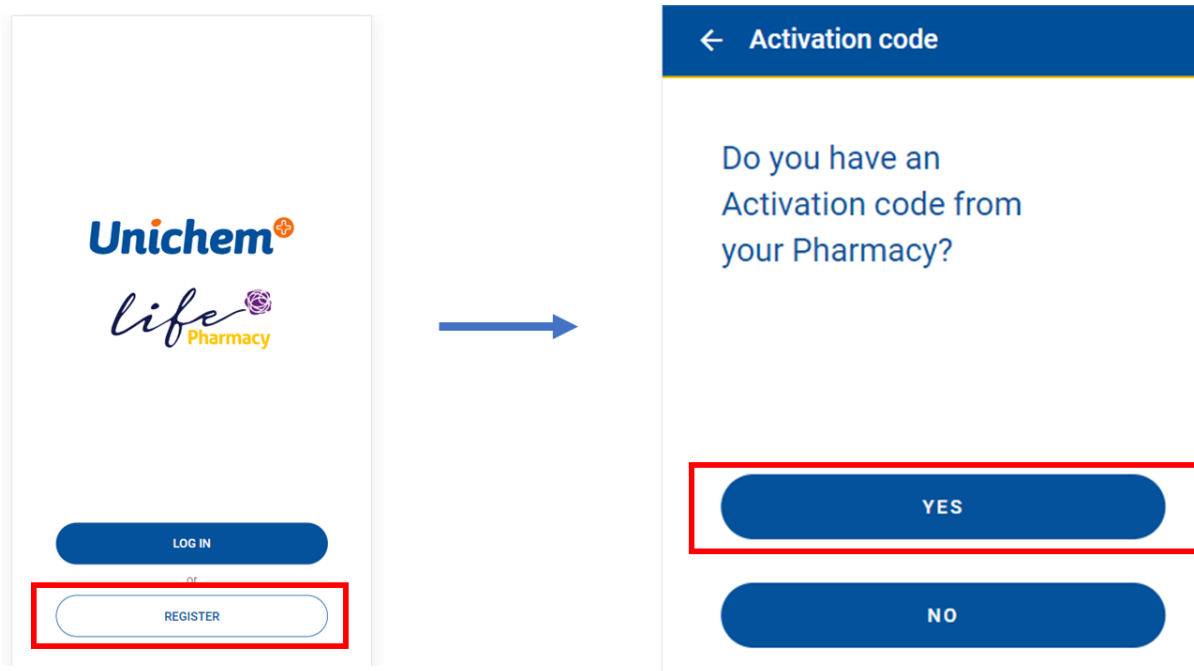 Unichem
life
Pharmacy
LOG IN
or
REGISTER
Activation code
Do you have an
Activation code from
your Pharmacy?
YES
NO